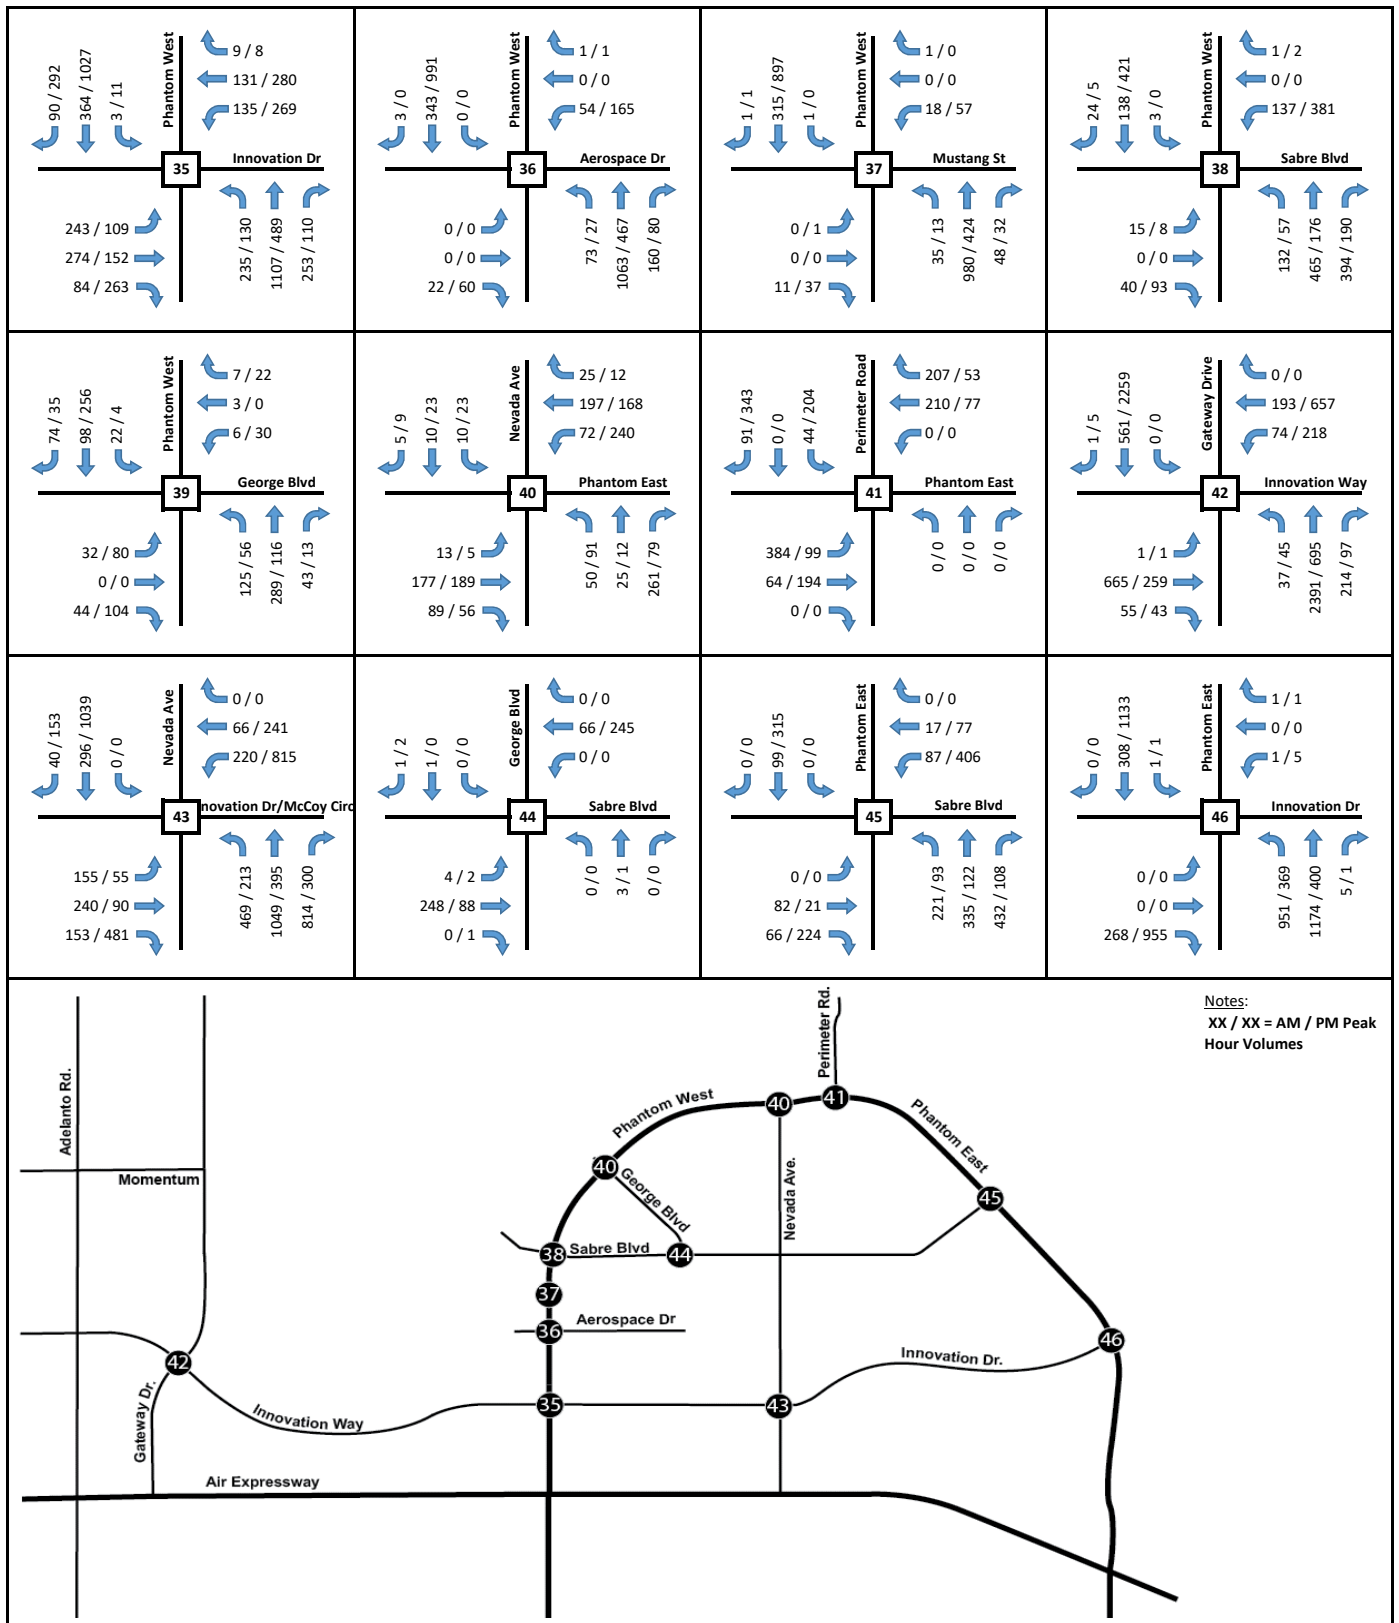 90 / 292
364 / 1027
3 / 11
Phantom West
9 / 8
131 / 280
135 / 269
35
Innovation Dr
243 / 109
274 / 152
84 / 263
235 / 130
1107 / 489
253 / 110
3 / 0
343 / 991
0 / 0
Phantom West
1 / 1
0 / 0
54 / 165
36
Aerospace Dr
0 / 0
0 / 0
22 / 60
73 / 27
1063 / 467
160 / 80
1 / 1
315 / 897
1 / 0
Phantom West
1 / 0
0 / 0
18 / 57
37
Mustang St
0 / 1
0 / 0
11 / 37
35 / 13
980 / 424
48 / 32
24 / 5
138 / 421
3 / 0
Phantom West
1 / 2
0 / 0
137 / 381
38
Sabre Blvd
15 / 8
0 / 0
40 / 93
132 / 57
465 / 176
394 / 190
74 / 35
98 / 256
22 / 4
Phantom West
7 / 22
3 / 0
6 / 30
39
George Blvd
32 / 80
0 / 0
44 / 104
125 / 56
289 / 116
43 / 13
5 / 9
10 / 23
10 / 23
Nevada Ave
25 / 12
197 / 168
72 / 240
40
Phantom East
13 / 5
177 / 189
89 / 56
50 / 91
25 / 12
261 / 79
91 / 343
0 / 0
44 / 204
Perimeter Road
207 / 53
210 / 77
0 / 0
41
Phantom East
384 / 99
64 / 194
0 / 0
0 / 0
0 / 0
0 / 0
1 / 5
561 / 2259
0 / 0
Gateway Drive
0 / 0
193 / 657
74 / 218
42
Innovation Way
1 / 1
665 / 259
55 / 43
37 / 45
2391 / 695
214 / 97
40 / 153
296 / 1039
0 / 0
Nevada Ave
0 / 0
66 / 241
220 / 815
43
novation Dr/McCoy Circ
155 / 55
240 / 90
153 / 481
469 / 213
1049 / 395
814 / 300
1 / 2
1 / 0
0 / 0
George Blvd
0 / 0
66 / 245
0 / 0
44
Sabre Blvd
4 / 2
248 / 88
0 / 1
0 / 0
3 / 1
0 / 0
0 / 0
99 / 315
0 / 0
Phantom East
0 / 0
17 / 77
87 / 406
45
Sabre Blvd
0 / 0
82 / 21
66 / 224
221 / 93
335 / 122
432 / 108
0 / 0
308 / 1133
1 / 1
Phantom East
1 / 1
0 / 0
1 / 5
46
Innovation Dr
0 / 0
0 / 0
268 / 955
951 / 369
1174 / 400
5 / 1
Notes:
XX / XX = AM / PM Peak
Hour Volumes
Adelanto Rd.
Perimeter Rd.
Phantom West
40
41
Phantom East
Momentum
40
George Blvd
Nevada Ave.
45
38
Sabre Blvd
44
37
36
Aerospace Dr
46
42
Innovation Dr.
Gateway Dr.
Innovation Way
35
43
Air Expressway